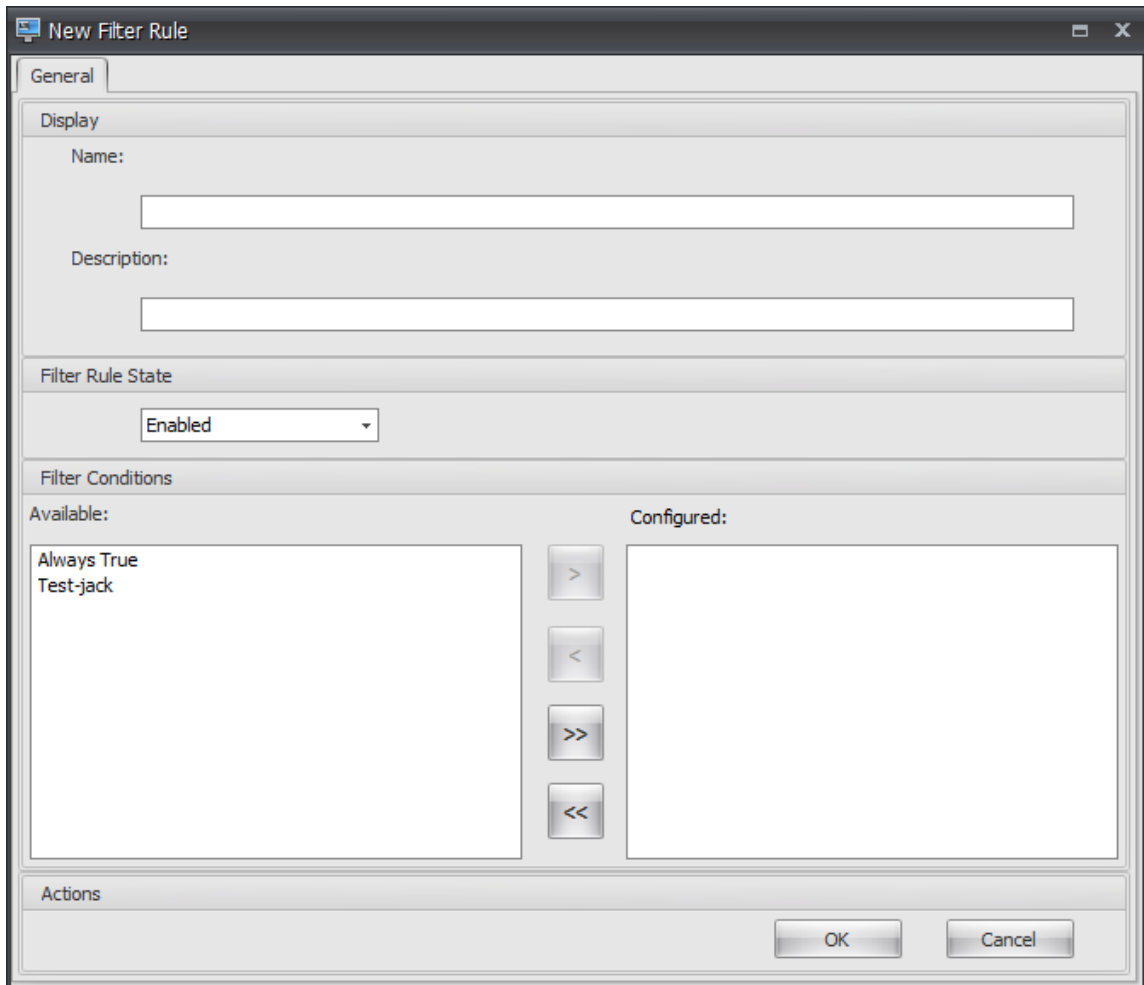 New Filter Rule
General
Display
Name:
Description:
Filter Rule State
Enabled
Filter Conditions
Available:
Configured:
Always True
Test-jack
>
<
>>
<<
Actions
OK
Cancel